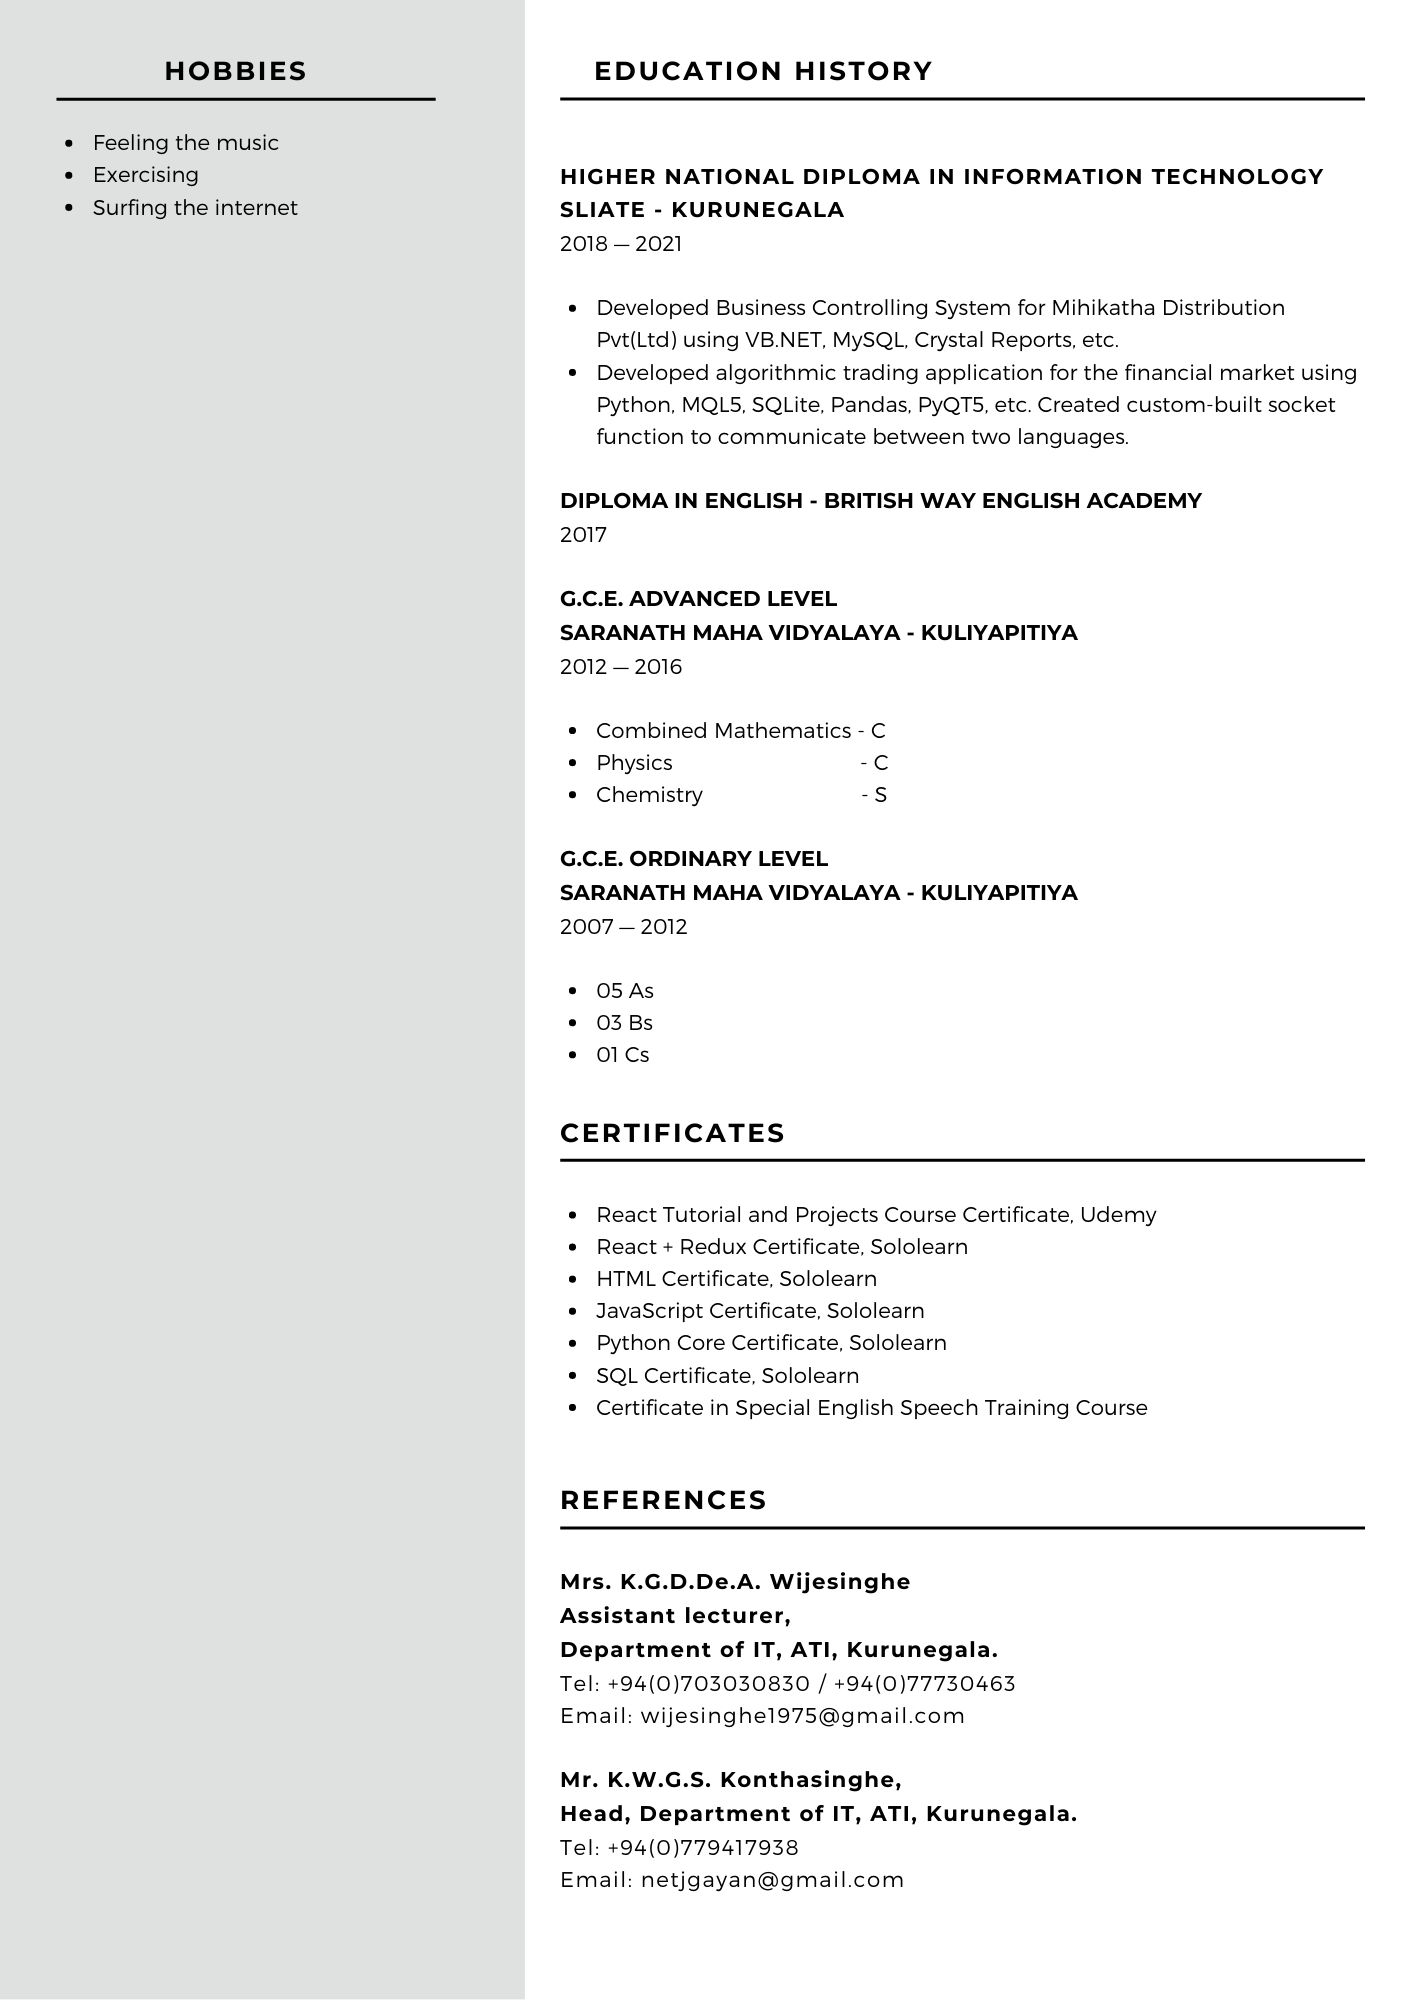 HOBBIES
Feeling the music
Exercising
Surfing the internet
EDUCATION HISTORY
HIGHER NATIONAL DIPLOMA IN INFORMATION TECHNOLOGY
SLIATE - KURUNEGALA
2018 — 2021
Developed Business Controlling System for Mihikatha Distribution
Pvt(Ltd) using VB.NET, MySQL, Crystal Reports, etc.
Developed algorithmic trading application for the financial market using
Python, MQL5, SQLite, Pandas, PyQT5, etc. Created custom-built socket
function to communicate between two languages.
DIPLOMA IN ENGLISH - BRITISH WAY ENGLISH ACADEMY
2017
G.C.E. ADVANCED LEVEL
SARANATH MAHA VIDYALAYA - KULIYAPITIYA
2012 — 2016
Combined Mathematics - C
Physics - C
Chemistry - S
G.C.E. ORDINARY LEVEL
SARANATH MAHA VIDYALAYA - KULIYAPITIYA
2007 — 2012
05 As
03 Bs
01 Cs
CERTIFICATES
React Tutorial and Projects Course Certificate, Udemy
React + Redux Certificate, Sololearn
HTML Certificate, Sololearn
JavaScript Certificate, Sololearn
Python Core Certificate, Sololearn
SQL Certificate, Sololearn
Certificate in Special English Speech Training Course
REFERENCES
Mrs. K.G.D.De.A. Wijesinghe
Assistant lecturer,
Department of IT, ATI, Kurunegala.
Tel: +94(0)703030830 / +94(0)77730463
Email: wijesinghe1975@gmail.com
Mr. K.W.G.S. Konthasinghe,
Head, Department of IT, ATI, Kurunegala.
Tel: +94(0)779417938
Email: netjgayan@gmail.com